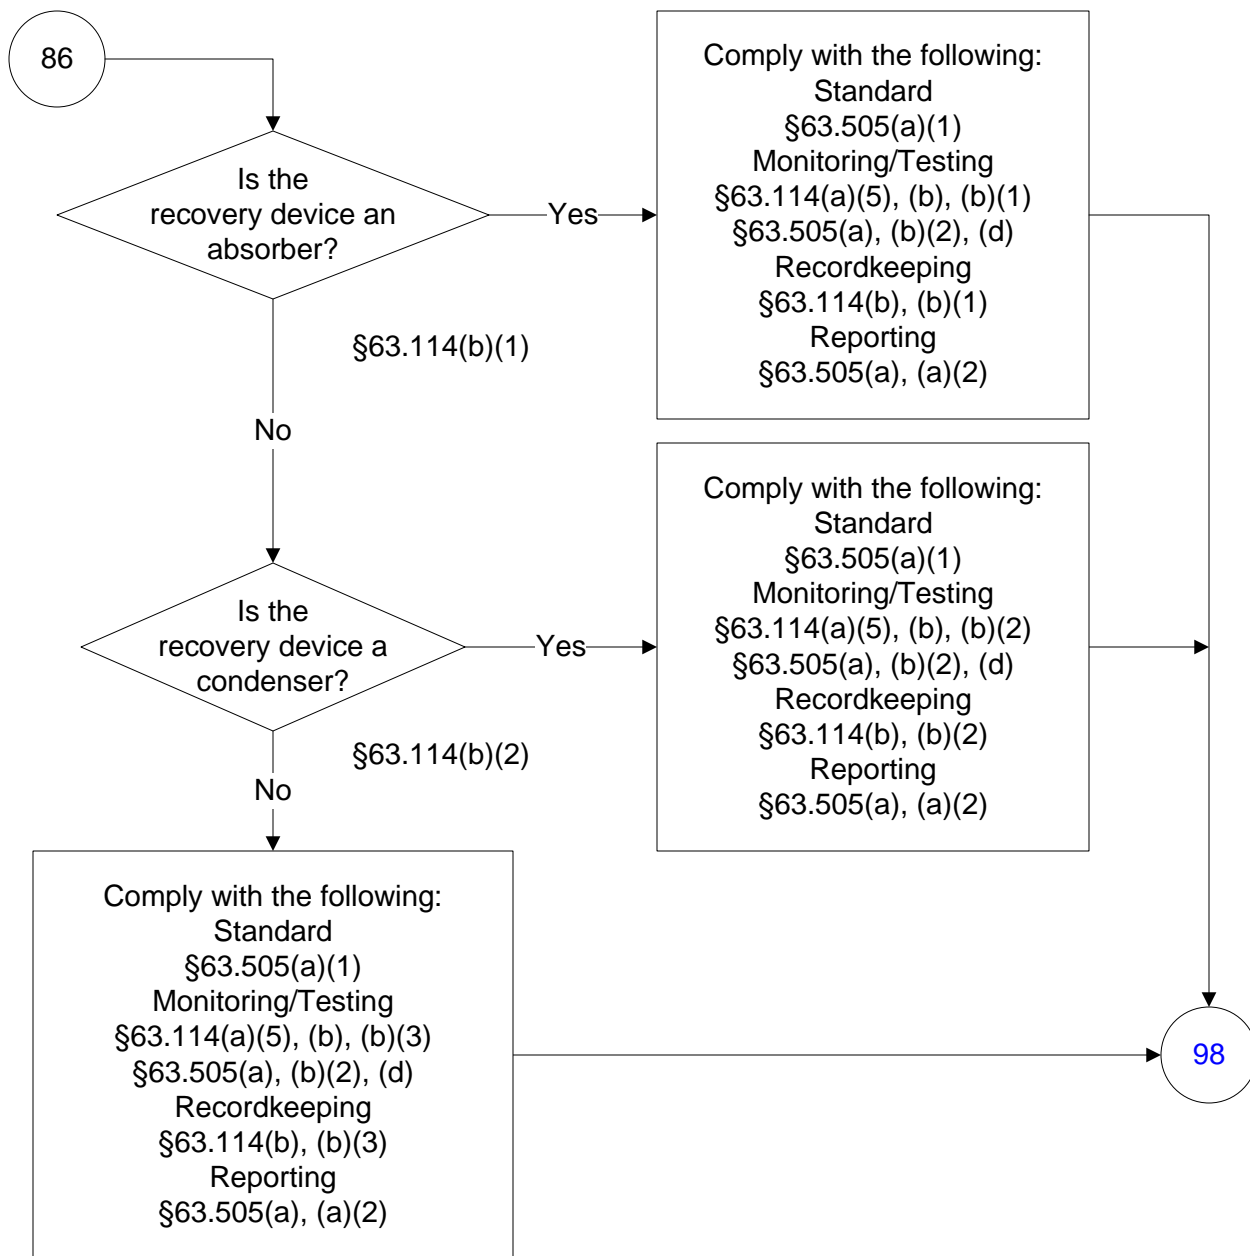 86
Is the
recovery device an
absorber?
Yes
Comply with the following:
Standard
§63.505(a)(1)
Monitoring/Testing
§63.114(a)(5), (b), (b)(1)
§63.505(a), (b)(2), (d)
Recordkeeping
§63.114(b), (b)(1)
Reporting
§63.505(a), (a)(2)
§63.114(b)(1)
No
Is the
recovery device a
condenser?
Yes
Comply with the following:
Standard
§63.505(a)(1)
Monitoring/Testing
§63.114(a)(5), (b), (b)(2)
§63.505(a), (b)(2), (d)
Recordkeeping
§63.114(b), (b)(2)
Reporting
§63.505(a), (a)(2)
§63.114(b)(2)
No
Comply with the following:
Standard
§63.505(a)(1)
Monitoring/Testing
§63.114(a)(5), (b), (b)(3)
§63.505(a), (b)(2), (d)
Recordkeeping
§63.114(b), (b)(3)
Reporting
§63.505(a), (a)(2)
98